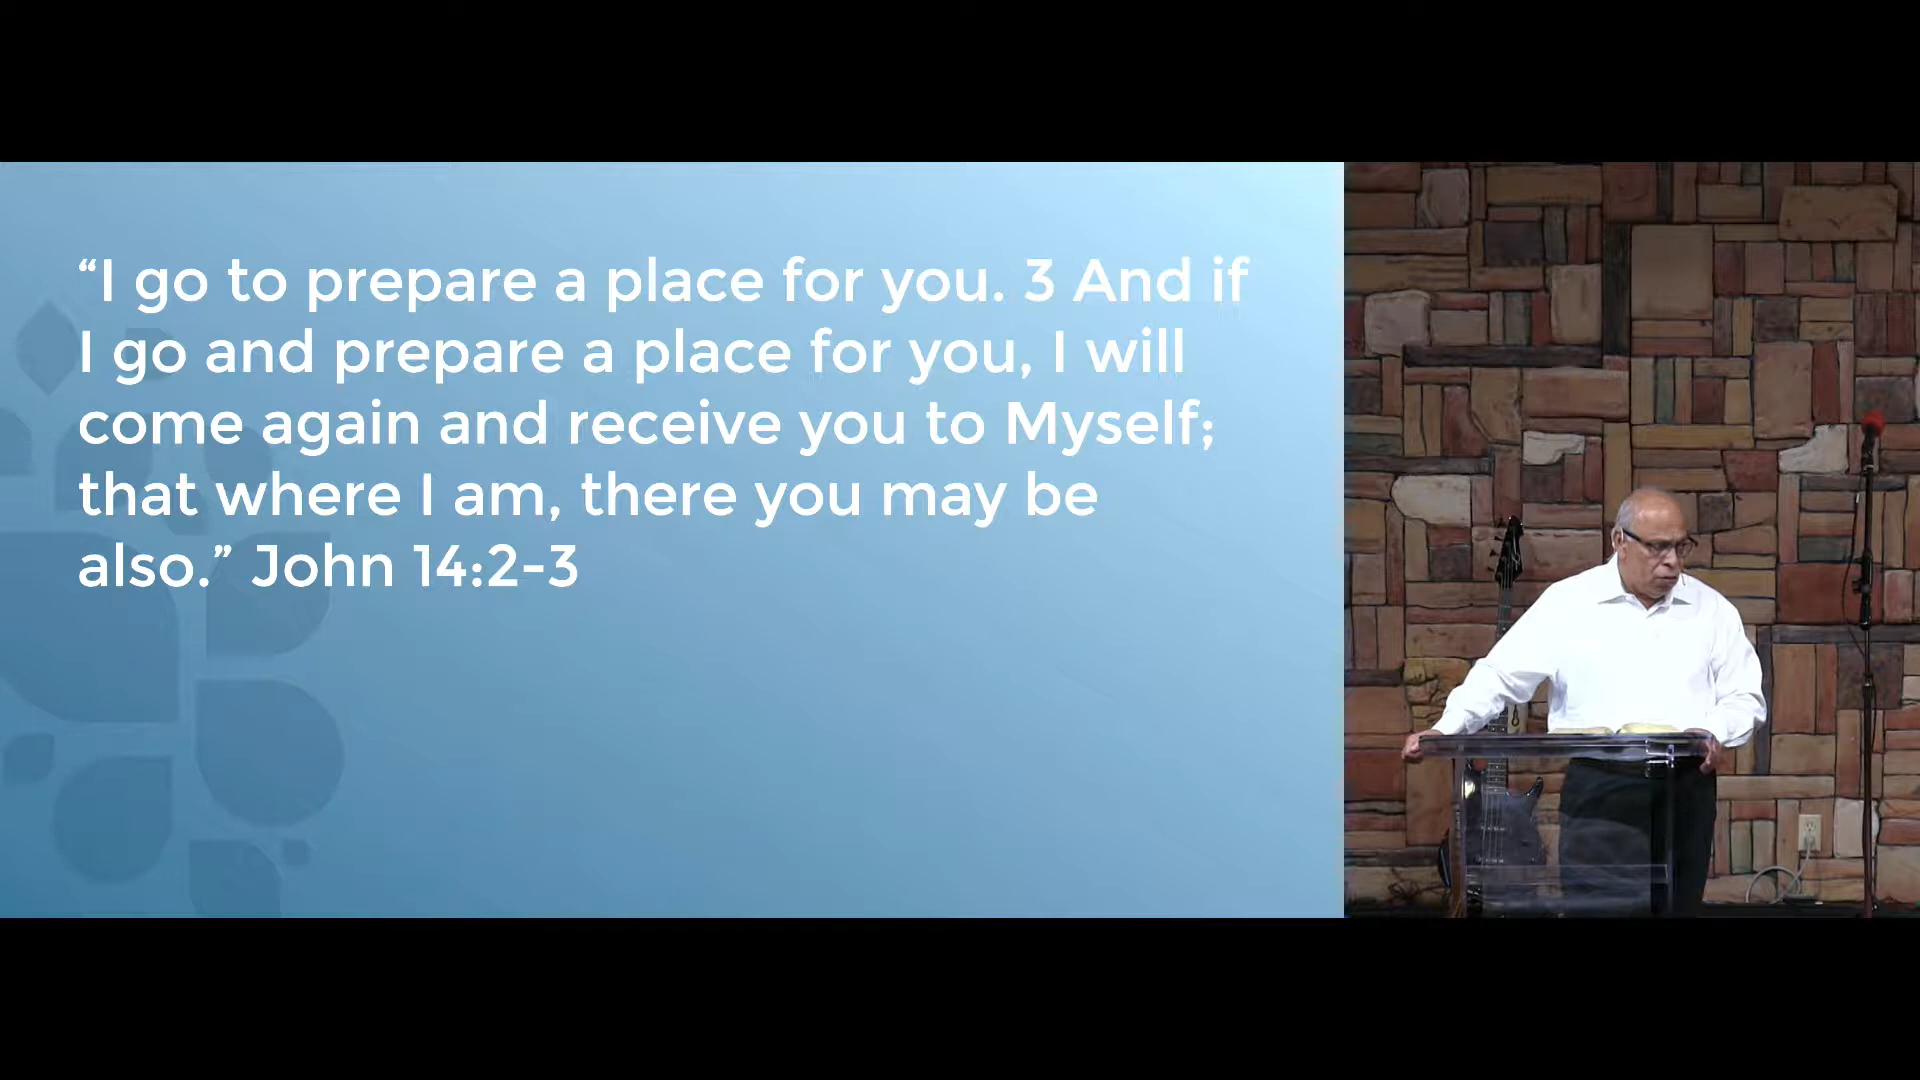 “I go to prepare a place for you. 3 And if
I go and prepare a place for you, I will
come again and receive you to Myself;
that where I am, there you may be
also.” John 14:2-3